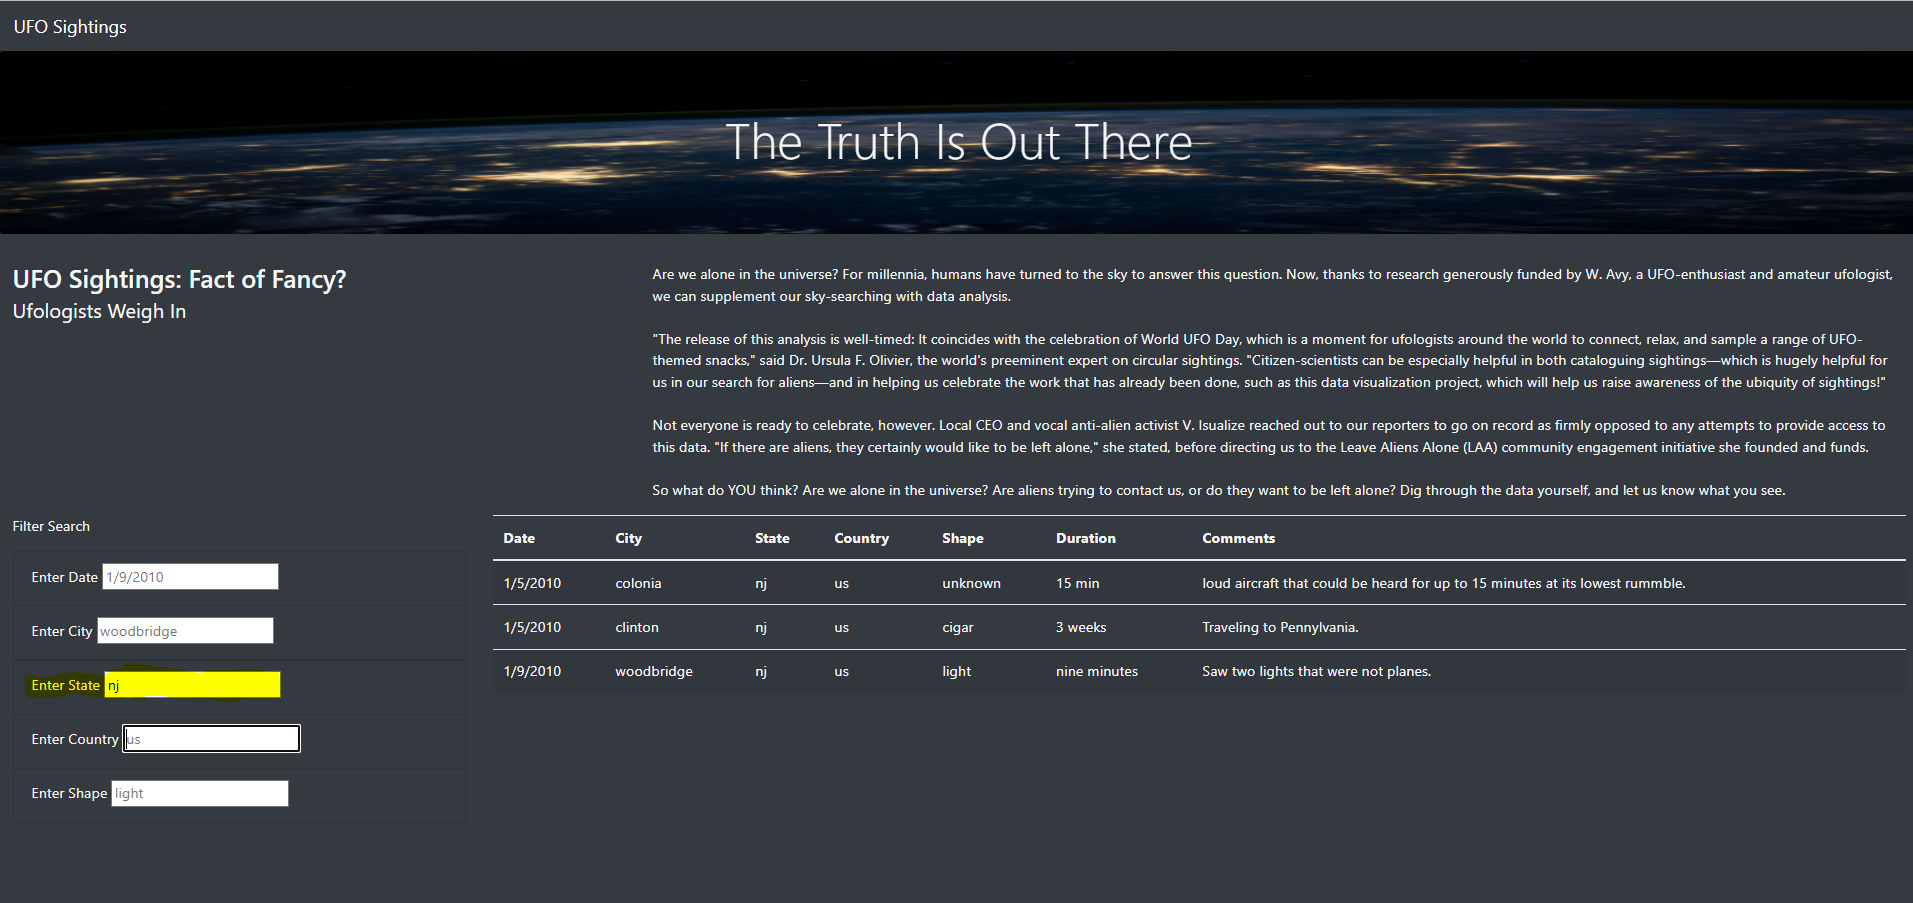 UFO Sightings
The Truth Is Out There
UFO Sightings: Fact of Fancy?
Ufologists Weigh In
Are we alone in the universe? For millennia, humans have turned to the sky to answer this question. Now, thanks to research generously funded by W. Avy, a UFO-enthusiast and amateur ufologist,
we can supplement our sky-searching with data analysis.
"The release of this analysis is well-timed: It coincides with the celebration of World UFO Day, which is a moment for ufologists around the world to connect, relax, and sample a range of UFO-
themed snacks," said Dr. Ursula F. Olivier, the world's preeminent expert on circular sightings. "Citizen-scientists can be especially helpful in both cataloguing sightings—which is hugely helpful for
us in our search for aliens—and in helping us celebrate the work that has already been done, such as this data visualization project, which will help us raise awareness of the ubiquity of sightings!"
Not everyone is ready to celebrate, however. Local CEO and vocal anti-alien activist V. Isualize reached out to our reporters to go on record as firmly opposed to any attempts to provide access to
this data. "If there are aliens, they certainly would like to be left alone," she stated, before directing us to the Leave Aliens Alone (LAA) community engagement initiative she founded and funds.
So what do YOU think? Are we alone in the universe? Are aliens trying to contact us, or do they want to be left alone? Dig through the data yourself, and let us know what you see.
Filter Search
Enter Date 1/9/2010
Enter City woodbridge
Enter State nj
Enter Country us
Enter Shape light
Date City State Country Shape Duration Comments
1/5/2010 colonia nj us unknown 15 min loud aircraft that could be heard for up to 15 minutes at its lowest rummble.
1/5/2010 clinton nj us cigar 3 weeks Traveling to Pennylvania.
1/9/2010 woodbridge nj us light nine minutes Saw two lights that were not planes.